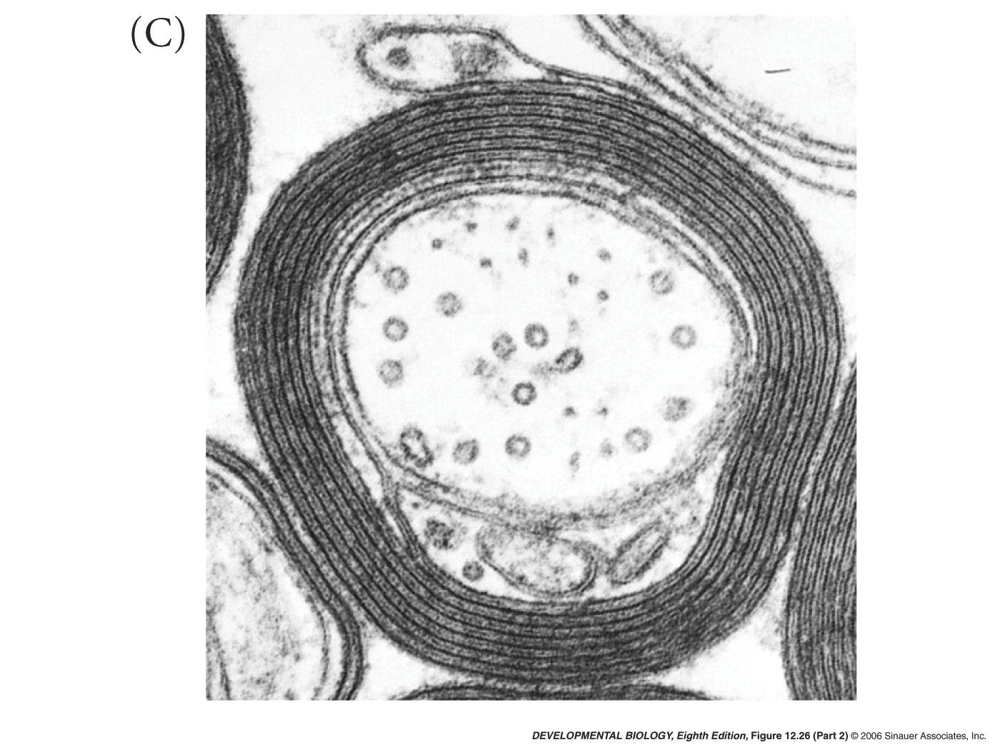 (C)
DEVELOPMENTAL BIOLOGY, Eighth Edition, Figure 12.26 (Part 2) © 2006 Sinauer Associates, Inc.